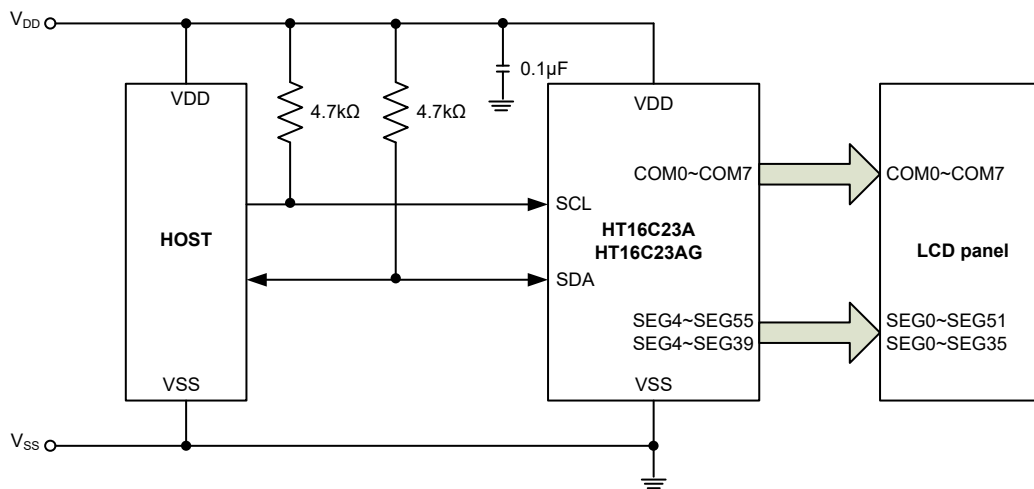 VDD
VDD
4.7kΩ
4.7kΩ
0.1µF
VDD
COM0~COM7
COM0~COM7
SCL
HOST
HT16C23A
HT16C23AG
LCD panel
SDA
SEG4~SEG55
SEG4~SEG39
SEG0~SEG51
SEG0~SEG35
VSS
VSS
VSS